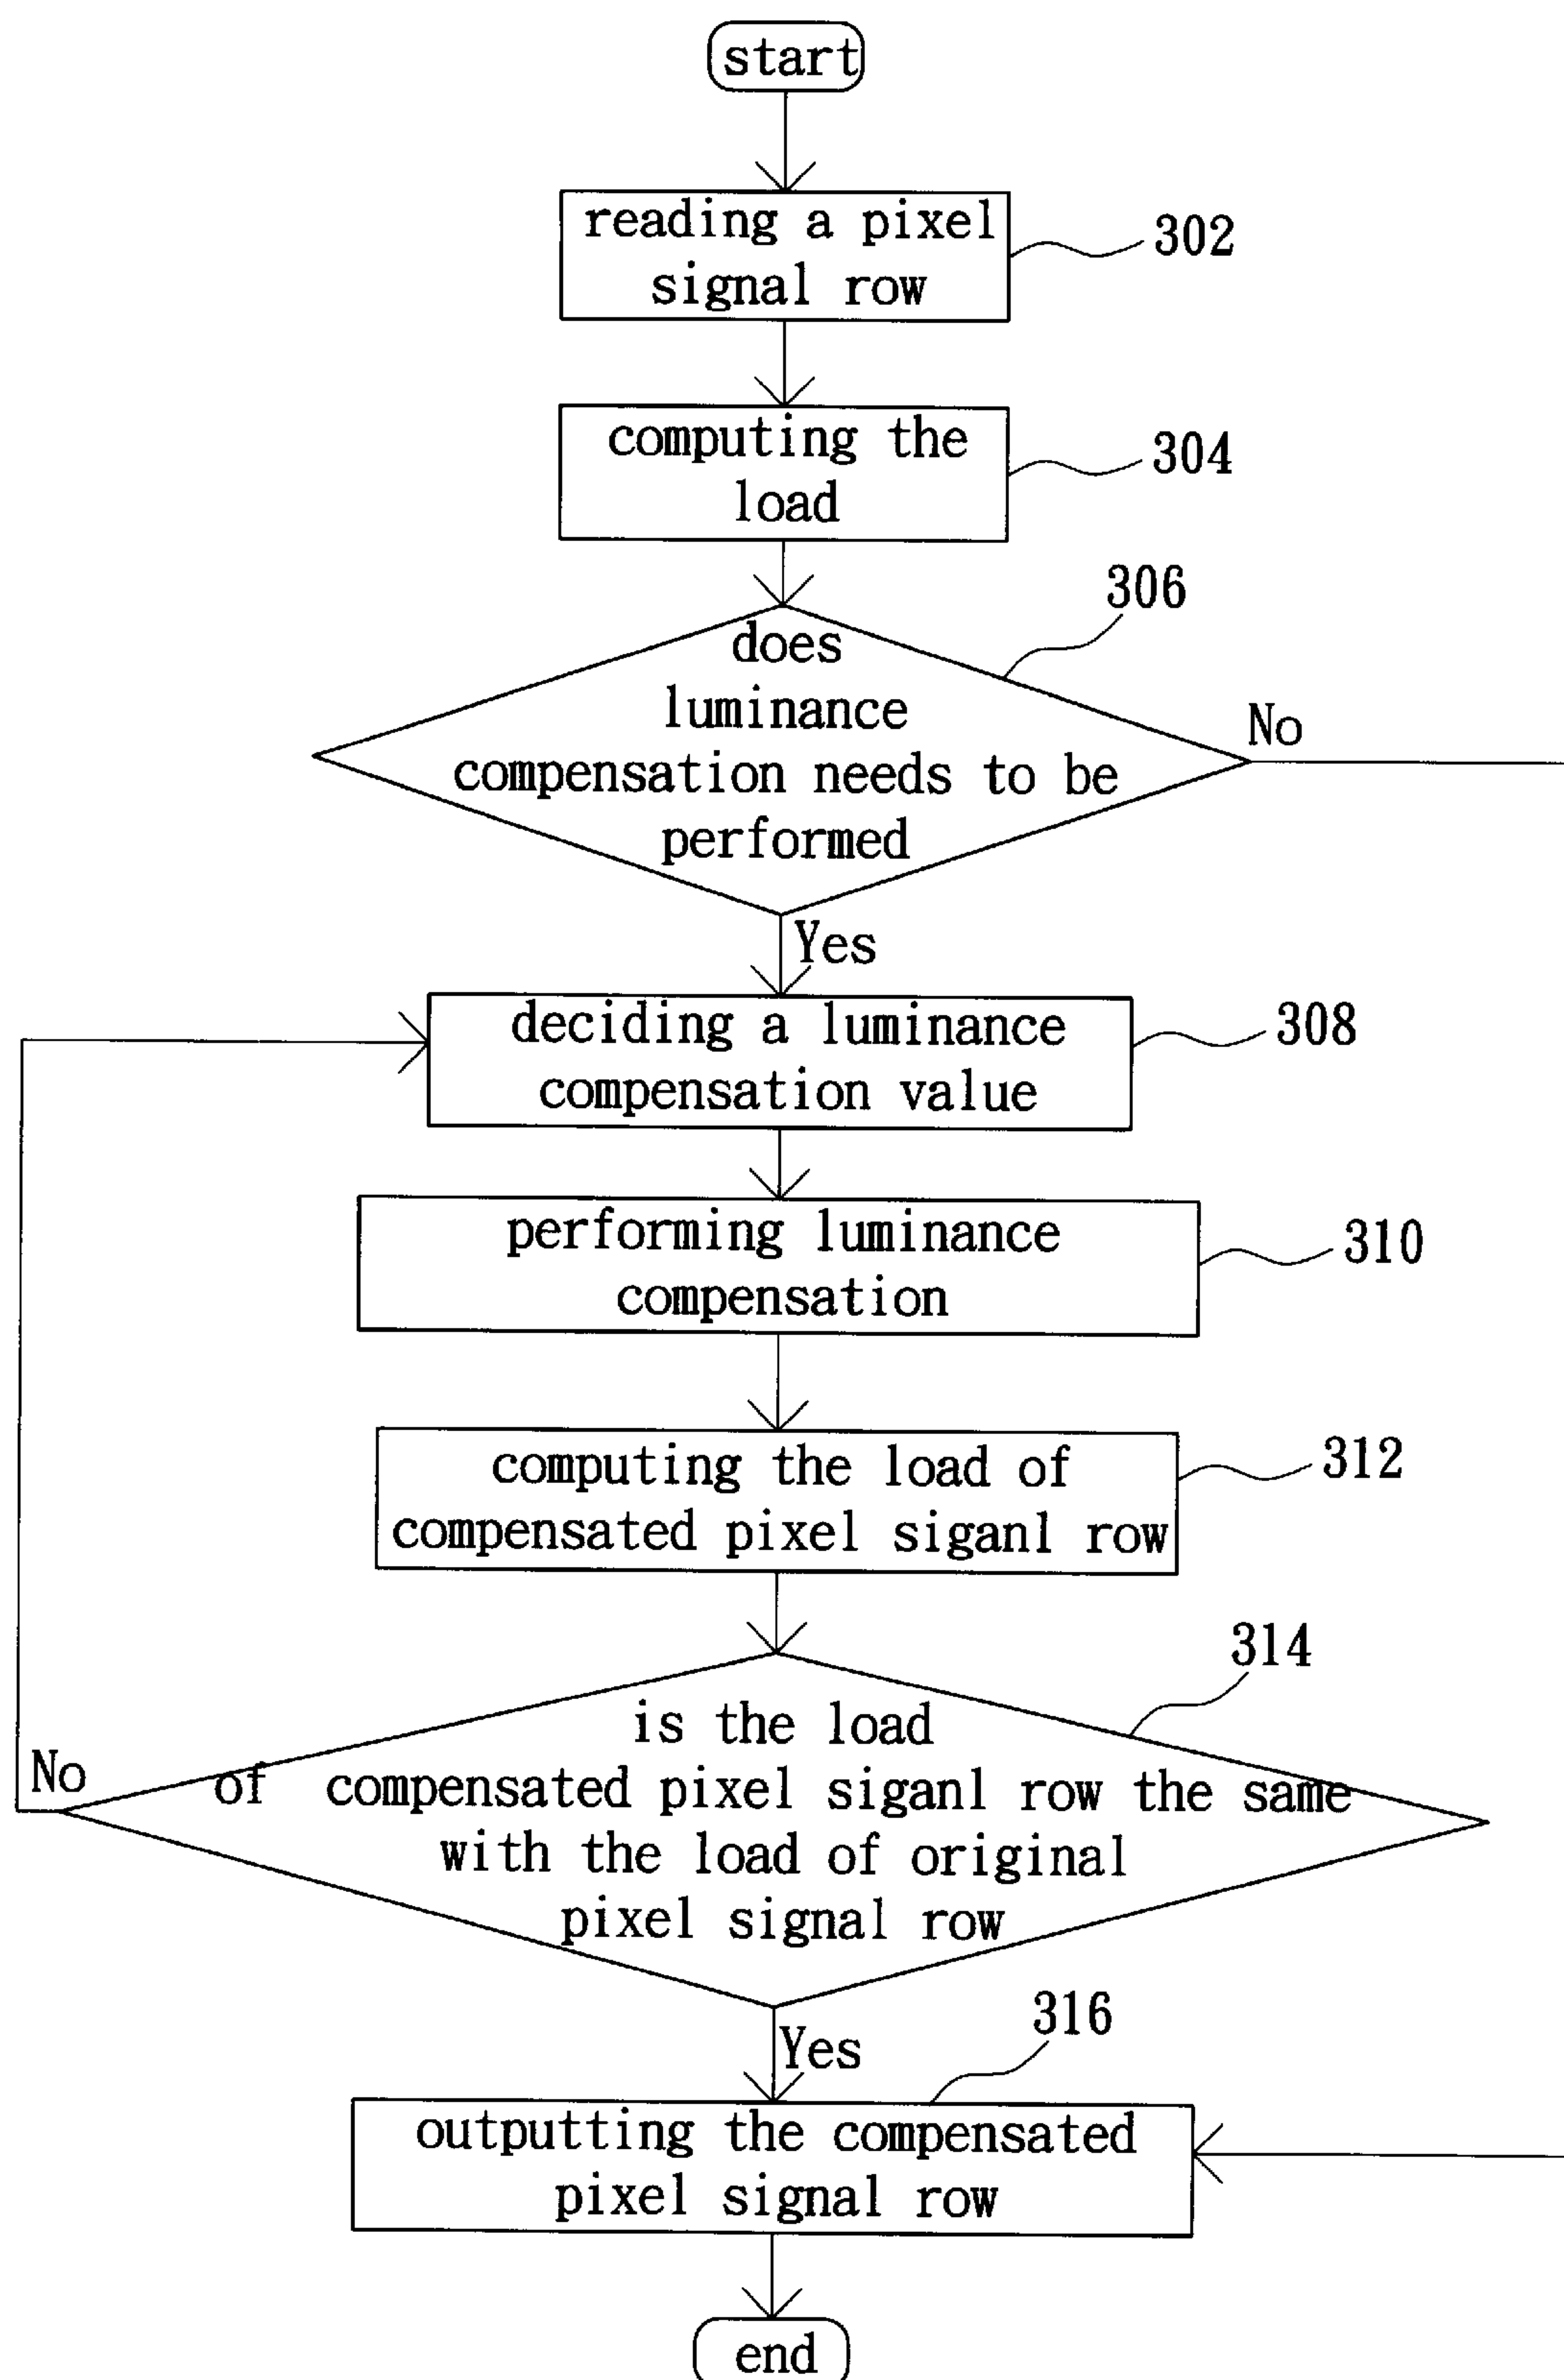 start
reading a pixel
signal row
302
computing the
load
304
306
does
luminance
compensation needs to be
performed
No
Yes
deciding a luminance
compensation value
308
performing luminance
compensation
310
computing the load of
compensated pixel siganl row
312
314
is the load
of compensated pixel siganl row the same
with the load of original
pixel signal row
No
Yes
316
outputting the compensated
pixel signal row
end